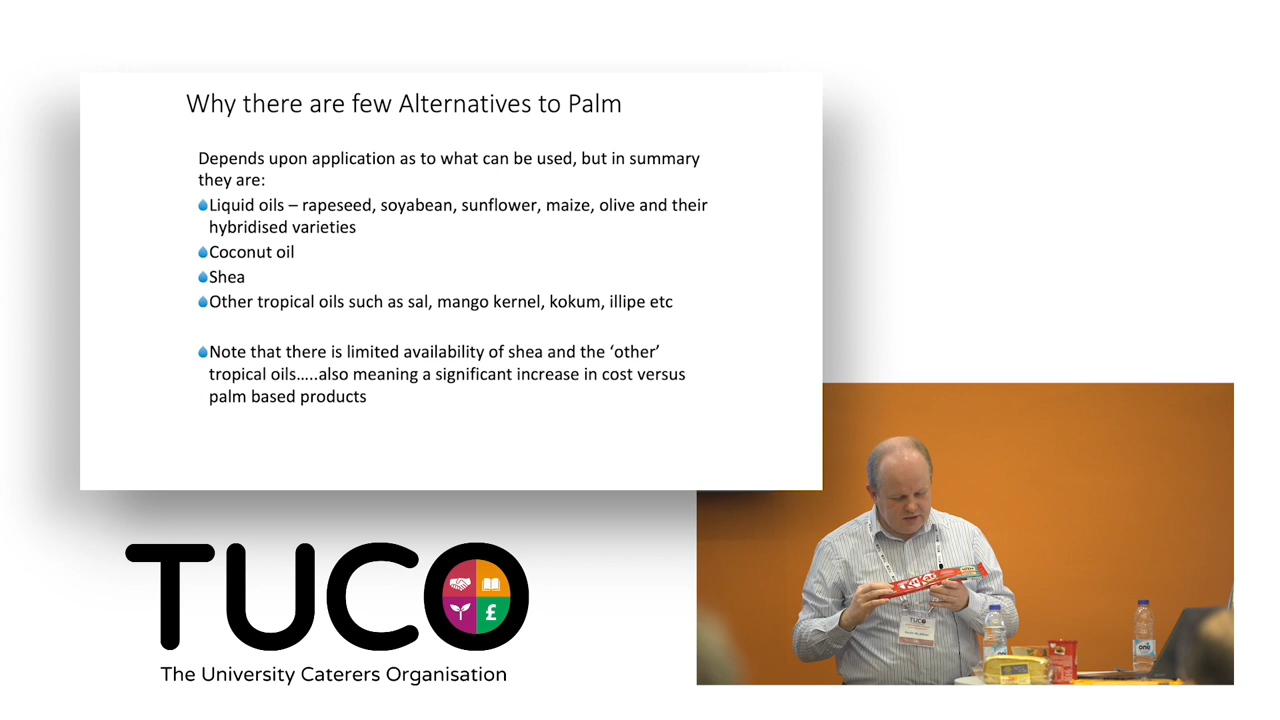 Why there are few Alternatives to Palm
Depends upon application as to what can be used, but in summary
they are:
Liquid oils – rapeseed, soyabean, sunflower, maize, olive and their
hybridised varieties
Coconut oil
Shea
Other tropical oils such as sal, mango kernel, kokum, illipe etc
Note that there is limited availability of shea and the ‘other’
tropical oils…..also meaning a significant increase in cost versus
palm based products
KitKat
TUCO
one
TUCO
£
The University Caterers Organisation